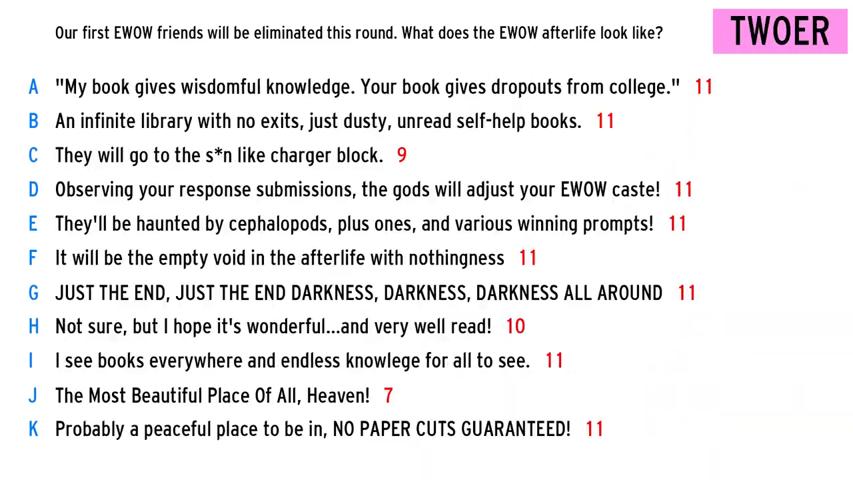 Our first EWOW friends will be eliminated this round. What does the EWOW afterlife look like?
TWOER
A "My book gives wisdomful knowledge. Your book gives dropouts from college." 11
B An infinite library with no exits, just dusty, unread self-help books. 11
C They will go to the s*n like charger block. 9
D Observing your response submissions, the gods will adjust your EWOW caste! 11
E They'll be haunted by cephalopods, plus ones, and various winning prompts! 11
F It will be the empty void in the afterlife with nothingness 11
G JUST THE END, JUST THE END DARKNESS, DARKNESS, DARKNESS ALL AROUND 11
H Not sure, but I hope it's wonderful...and very well read! 10
I I see books everywhere and endless knowlege for all to see. 11
J The Most Beautiful Place Of All, Heaven! 7
K Probably a peaceful place to be in, NO PAPER CUTS GUARANTEED! 11